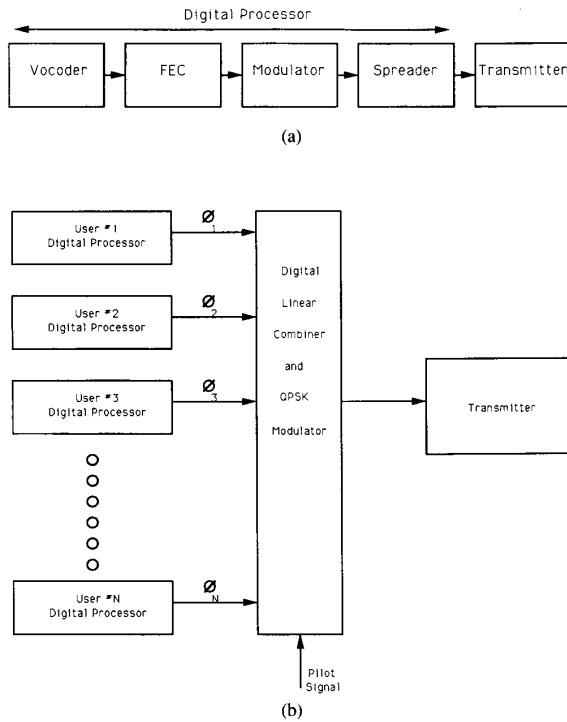 Digital Processor
Vocoder
FEC
Modulator
Spreader
Transmitter
(a)
User #1
Digital Processor
Ø
1
User #2
Digital Processor
Ø
2
User #3
Digital Processor
Ø
3
User #N
Digital Processor
Ø
N
Digital
Linear
Combiner
and
QPSK
Modulator
Transmitter
Pilot
Signal
(b)